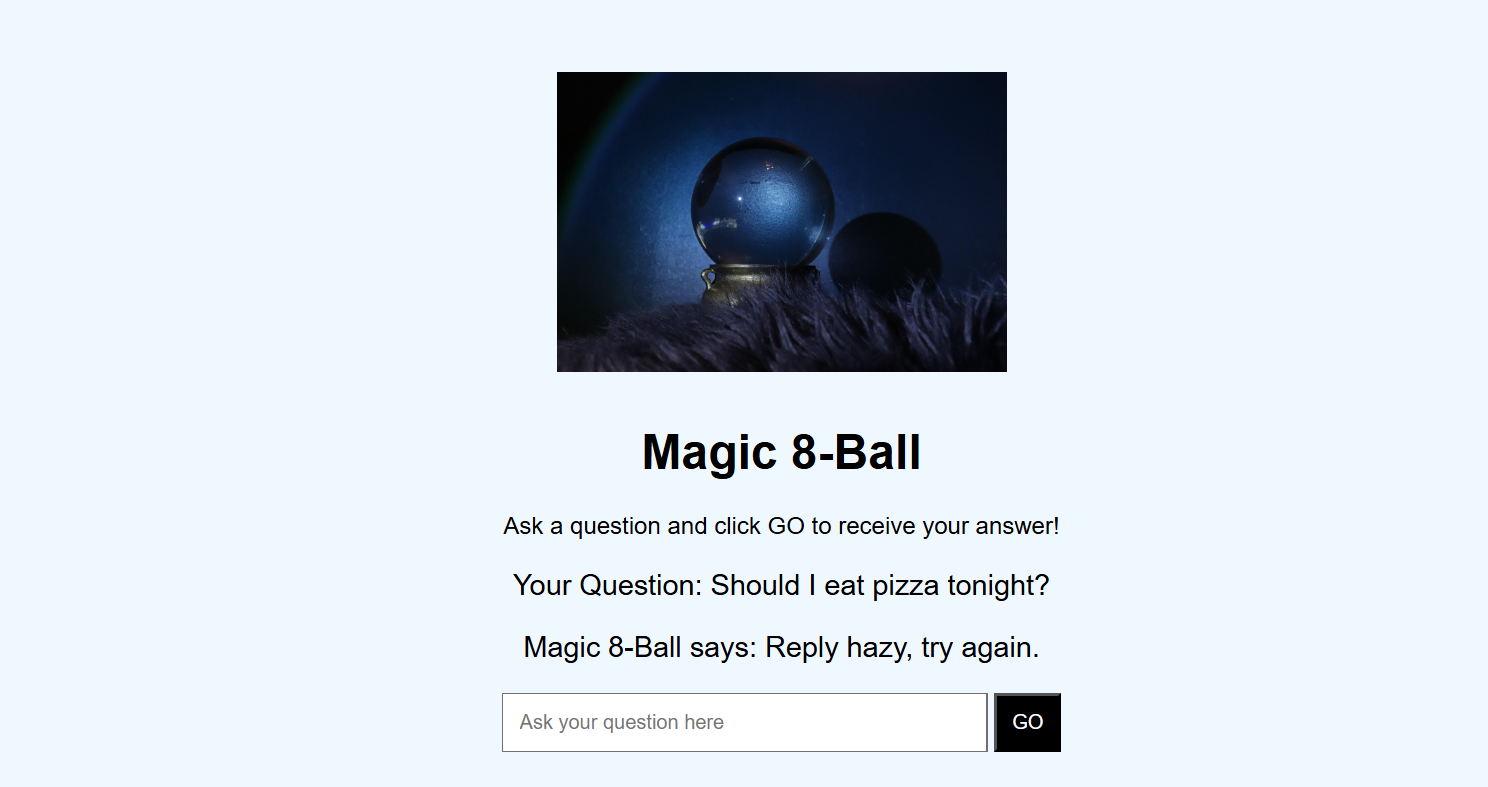 Magic 8-Ball
Ask a question and click GO to receive your answer!
Your Question: Should I eat pizza tonight?
Magic 8-Ball says: Reply hazy, try again.
Ask your question here
GO